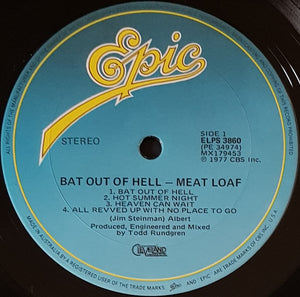 Epic
STEREO
SIDE 1
ELPS 3860
(PE 34974)
MX179453
℗ 1977 CBS Inc.
BAT OUT OF HELL — MEAT LOAF
1. BAT OUT OF HELL
2. HOT SUMMER NIGHT
3. HEAVEN CAN WAIT
4. ALL REVVED UP WITH NO PLACE TO GO
(Jim Steinman) Albert
Produced, Engineered and Mixed
by Todd Rundgren
MADE IN AUSTRALIA BY A REGISTERED USER OF THE TRADE MARKS Epic AND EPIC ARE TRADE MARKS OF CBS INC. U.S.A.